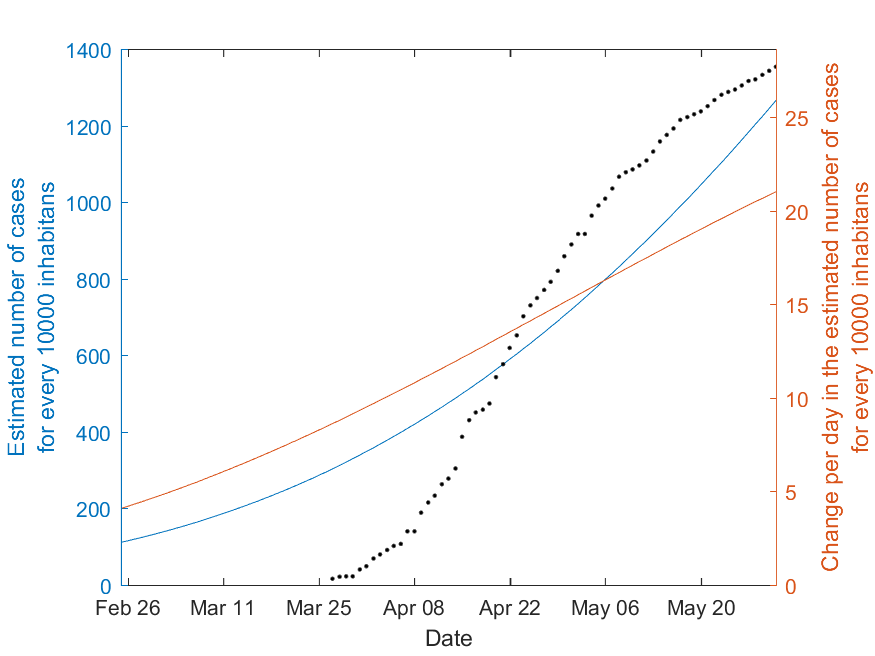 Estimated number of cases
for every 10000 inhabitans
1400
1200
1000
800
600
400
200
0
25
20
15
10
5
0
Change per day in the estimated number of cases
for every 10000 inhabitans
Feb 26 Mar 11 Mar 25 Apr 08 Apr 22 May 06 May 20
Date